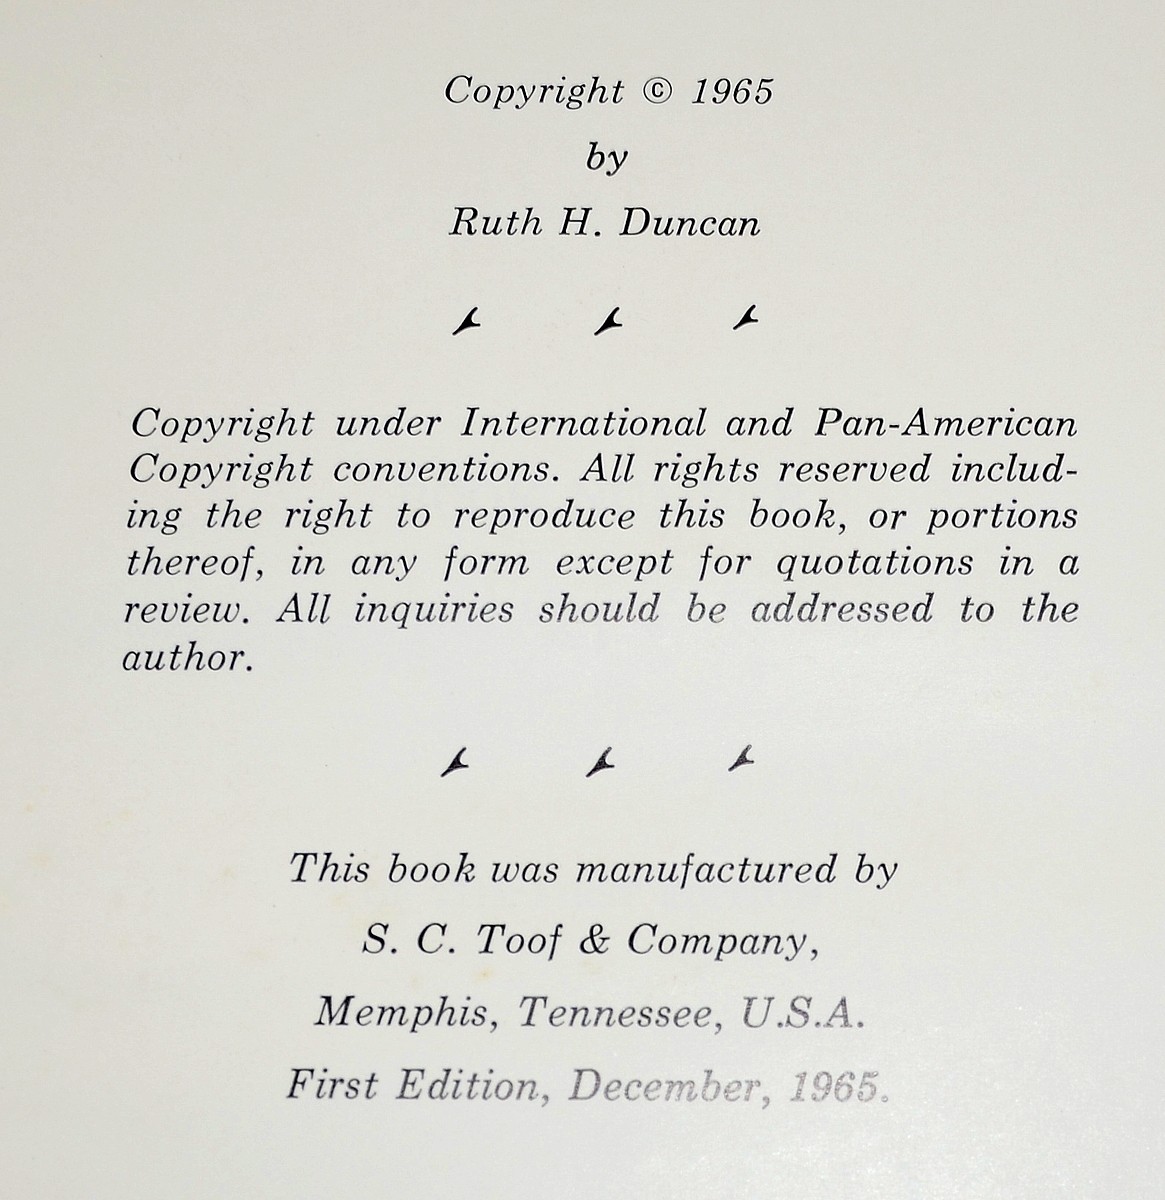 Copyright © 1965
by
Ruth H. Duncan
Copyright under International and Pan-American
Copyright conventions. All rights reserved includ-
ing the right to reproduce this book, or portions
thereof, in any form except for quotations in a
review. All inquiries should be addressed to the
author.
This book was manufactured by
S. C. Toof & Company,
Memphis, Tennessee, U.S.A.
First Edition, December, 1965.